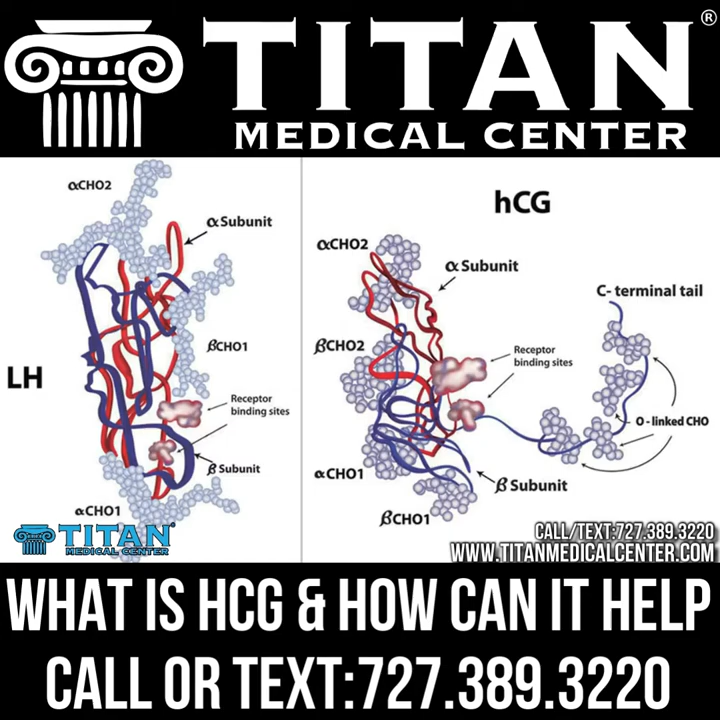 TITAN®
MEDICAL CENTER
αCHO2
α Subunit
βCHO1
LH
Receptor
binding sites
β Subunit
αCHO1
TITAN®
MEDICAL CENTER
hCG
αCHO2
α Subunit
C- terminal tail
βCHO2
Receptor
binding sites
O - linked CHO
αCHO1
β Subunit
βCHO1
CALL/TEXT:727.389.3220
WWW.TITANMEDICALCENTER.COM
WHAT IS HCG & HOW CAN IT HELP
CALL OR TEXT:727.389.3220